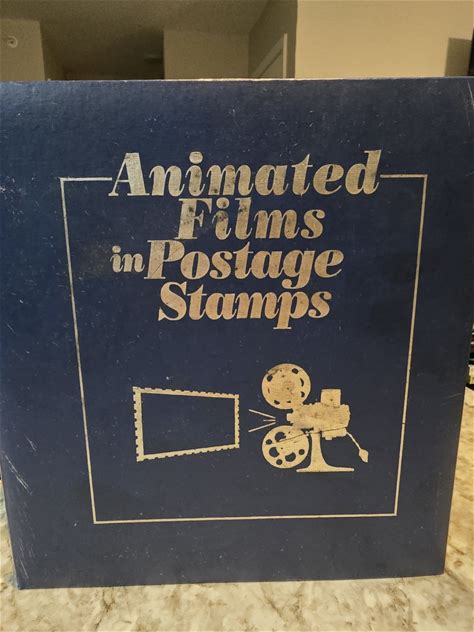 Animated
Films
in Postage
Stamps